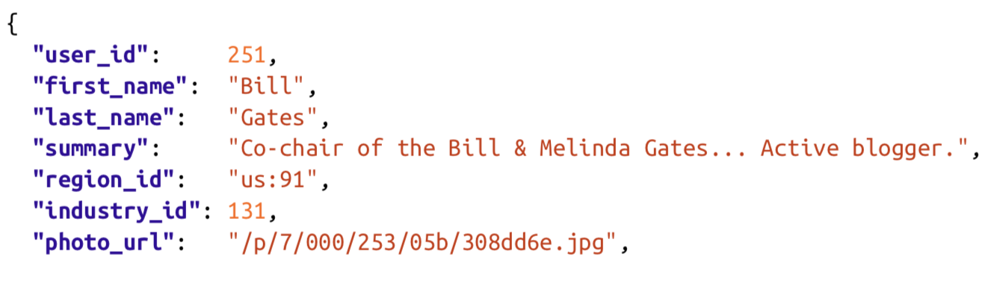 {
"user_id": 251,
"first_name": "Bill",
"last_name": "Gates",
"summary": "Co-chair of the Bill & Melinda Gates... Active blogger.",
"region_id": "us:91",
"industry_id": 131,
"photo_url": "/p/7/000/253/05b/308dd6e.jpg",